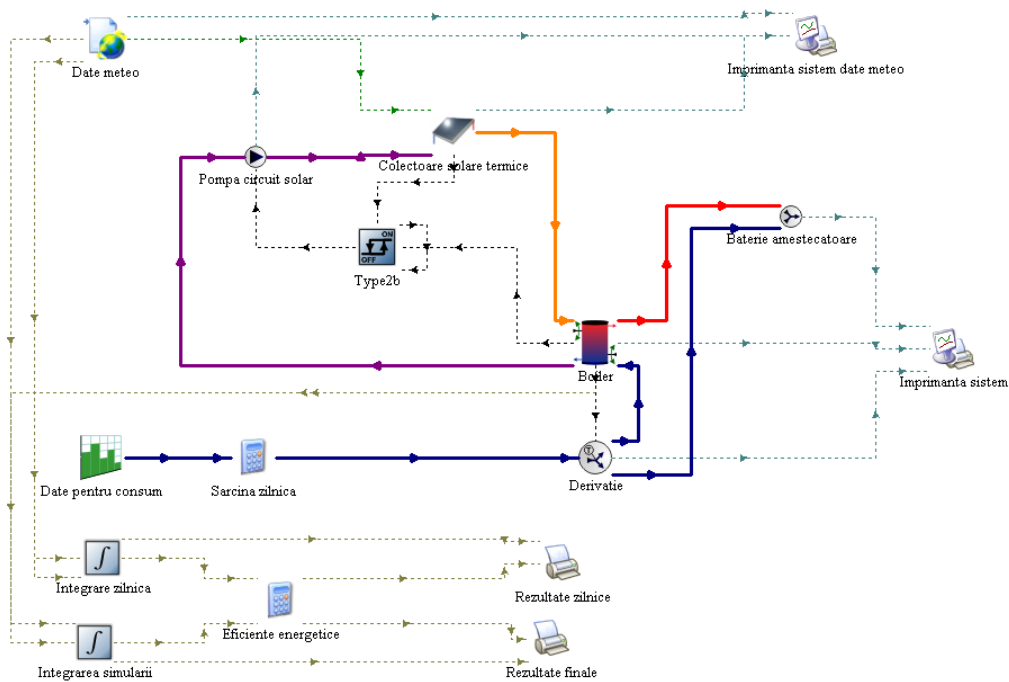 Date meteo
Imprimanta sistem date meteo
Colectoare solare termice
Pompa circuit solar
ON
OFF
Type2b
Baterie amestecatoare
Boiler
Imprimanta sistem
Date pentru consum
Sarcina zilnica
Derivatie
Integrare zilnica
Rezultate zilnice
Eficiente energetice
Integrarea simularii
Rezultate finale